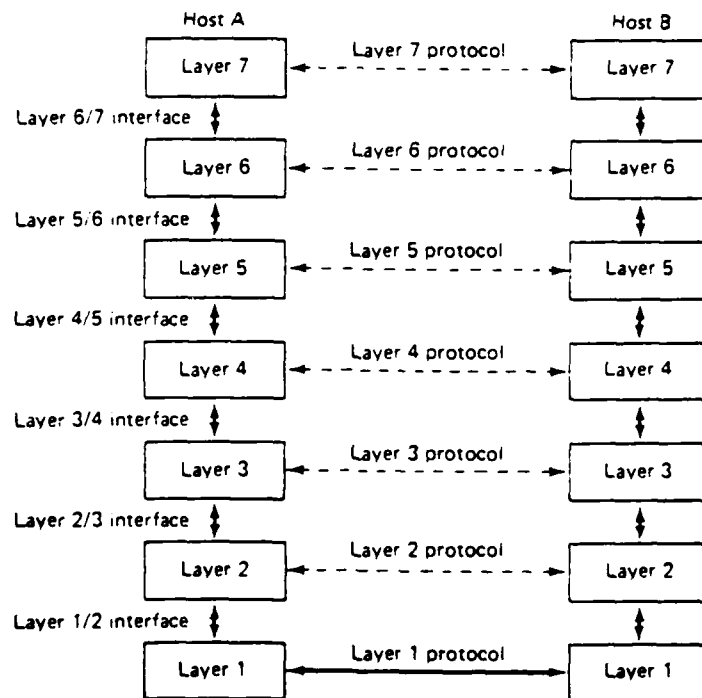 Host A
Host B
Layer 7
Layer 7 protocol
Layer 7
Layer 6/7 interface
Layer 6
Layer 6 protocol
Layer 6
Layer 5/6 interface
Layer 5
Layer 5 protocol
Layer 5
Layer 4/5 interface
Layer 4
Layer 4 protocol
Layer 4
Layer 3/4 interface
Layer 3
Layer 3 protocol
Layer 3
Layer 2/3 interface
Layer 2
Layer 2 protocol
Layer 2
Layer 1/2 interface
Layer 1
Layer 1 protocol
Layer 1